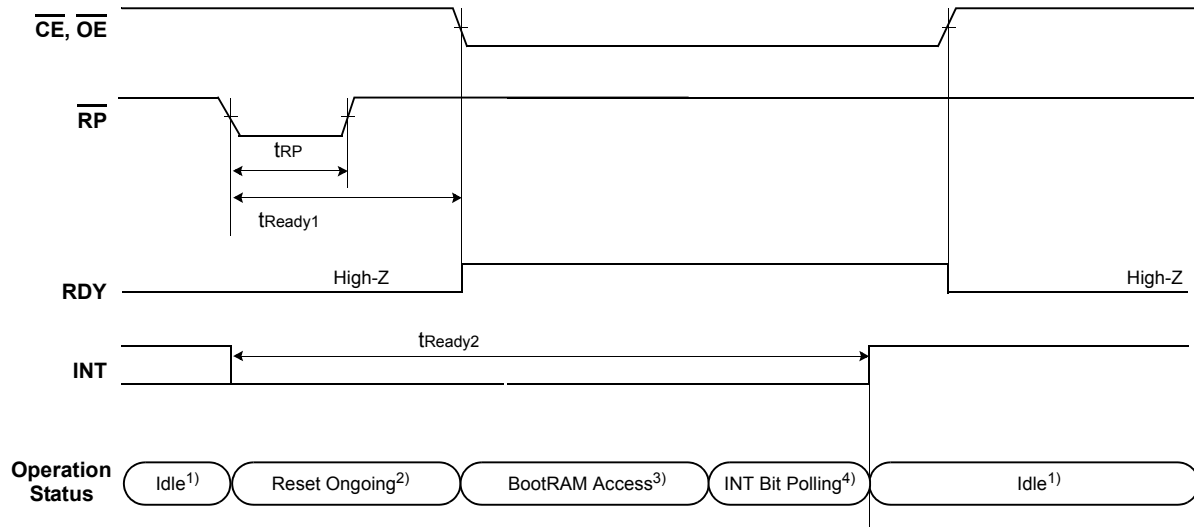 CE, OE
RP
tRP
tReady1
High-Z
High-Z
RDY
tReady2
INT
Operation
Status
Idle1)
Reset Ongoing2)
BootRAM Access3)
INT Bit Polling4)
Idle1)